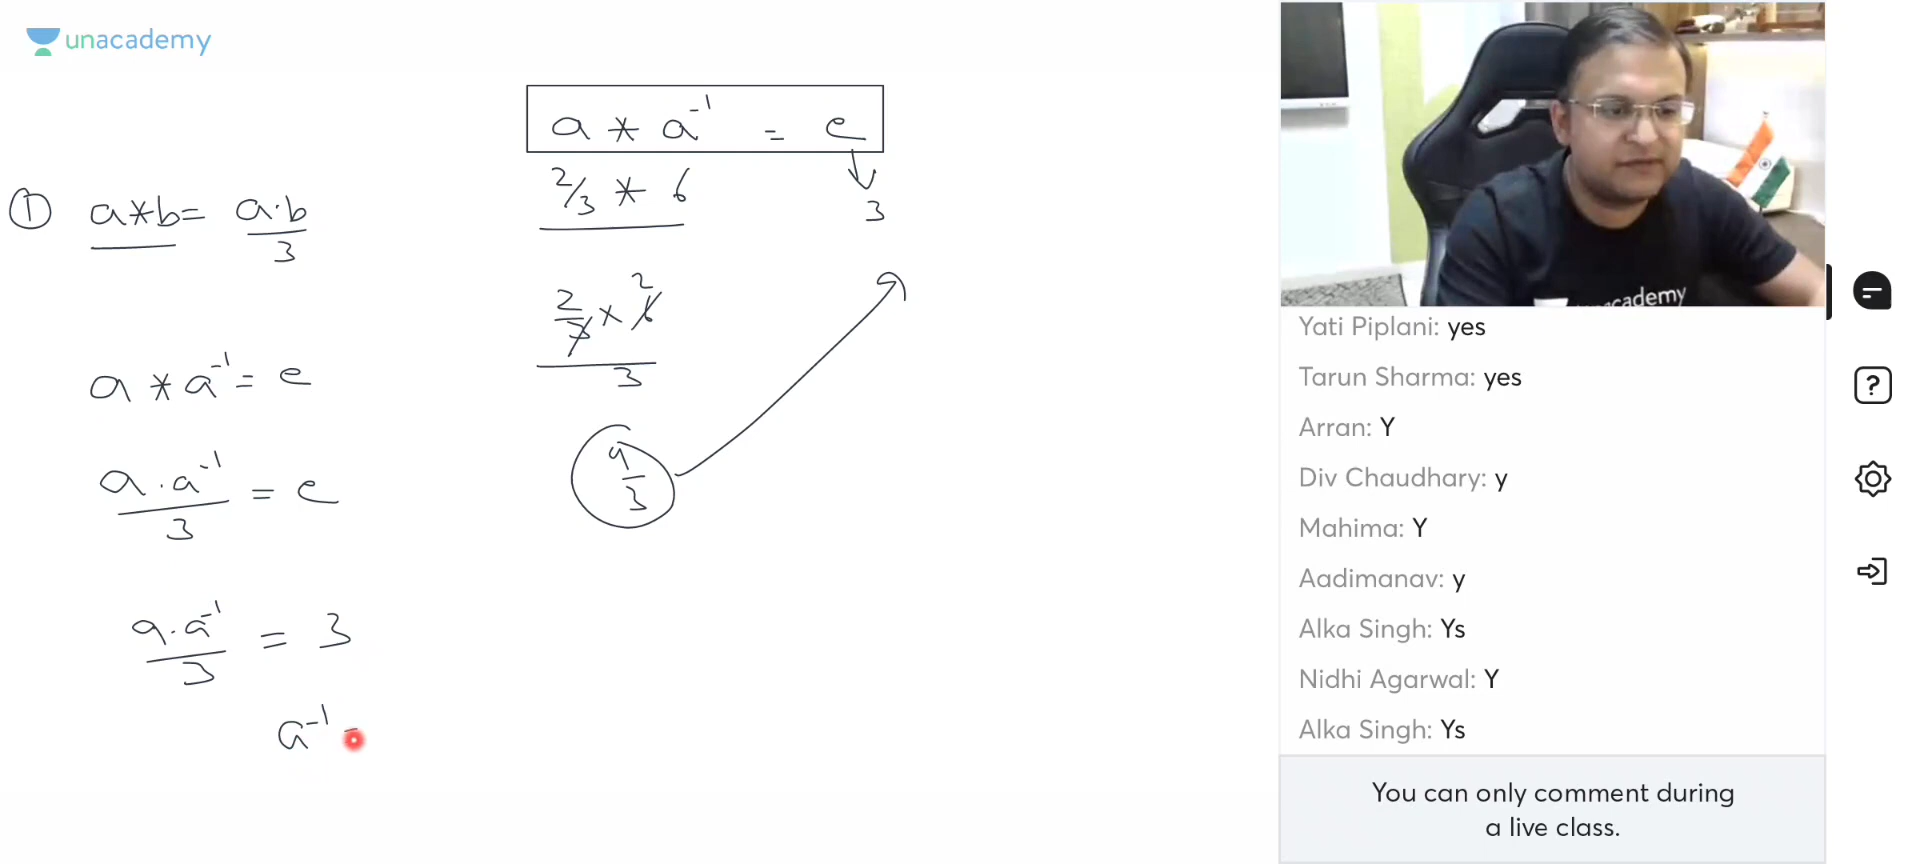 unacademy
① a*b= a·b/3
a * a⁻¹= e
a·a⁻¹/3 = e
a·a⁻¹/3 = 3
a⁻¹ =
a * a⁻¹ = e
2/3 * 6
3
2/3 × 6 2
3
9/3
unacademy
Yati Piplani: yes
Tarun Sharma: yes
Arran: Y
Div Chaudhary: y
Mahima: Y
Aadimanav: y
Alka Singh: Ys
Nidhi Agarwal: Y
Alka Singh: Ys
You can only comment during
a live class.
?